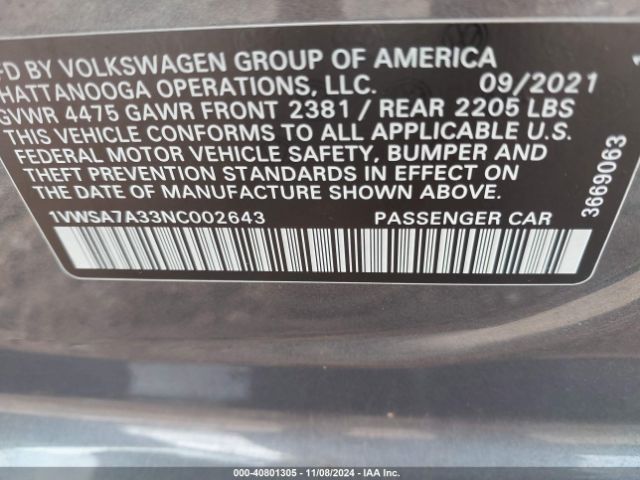 FD BY VOLKSWAGEN GROUP OF AMERICA
HATTANOOGA OPERATIONS, LLC. 09/2021
GVWR 4475 GAWR FRONT 2381 / REAR 2205 LBS
THIS VEHICLE CONFORMS TO ALL APPLICABLE U.S.
FEDERAL MOTOR VEHICLE SAFETY, BUMPER AND
THEFT PREVENTION STANDARDS IN EFFECT ON
THE DATE OF MANUFACTURE SHOWN ABOVE.
1VWSA7A33NC002643 PASSENGER CAR
3669063
000-40801305 - 11/08/2024 - IAA Inc.